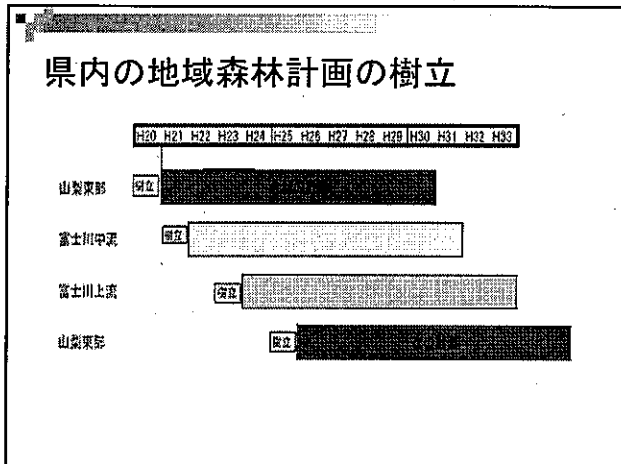 県内の地域森林計画の樹立
H20 H21 H22 H23 H24 H25 H26 H27 H28 H29 H30 H31 H32 H33
山梨東部 樹立
富士川中流 樹立
富士川上流 樹立
山梨東部 樹立